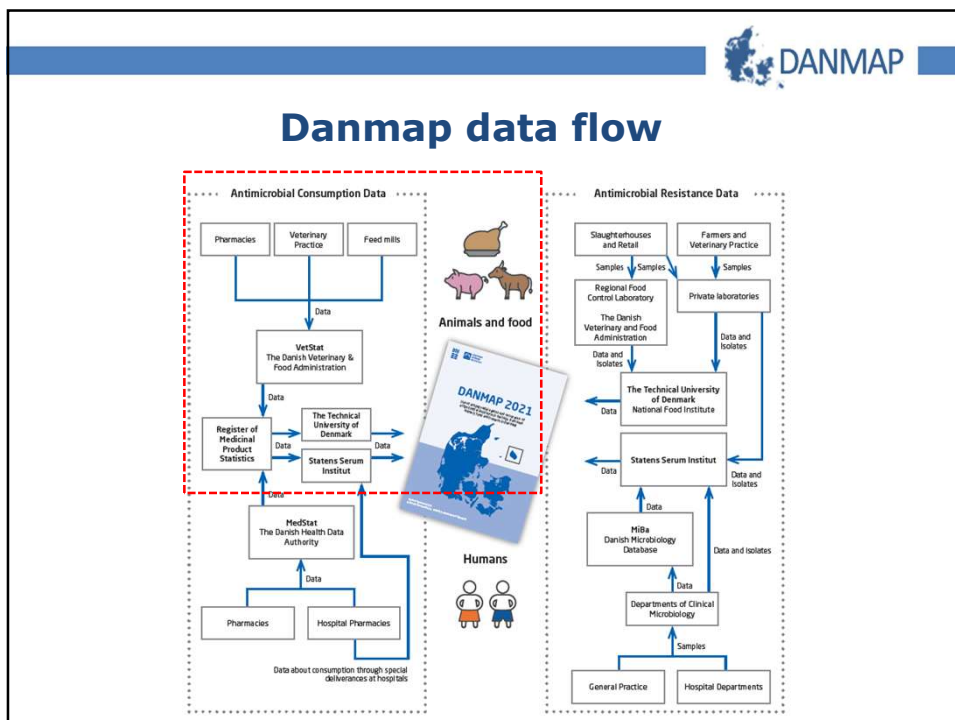 DANMAP
Danmap data flow
Antimicrobial Consumption Data
Pharmacies
Veterinary
Practice
Feed mills
Data
VetStat
The Danish Veterinary &
Food Administration
Data
Register of
Medicinal
Product
Statistics
Data
Data
The Technical
University of
Denmark
Statens Serum
Institut
Data
Data
MedStat
The Danish Health Data
Authority
Data
Pharmacies
Hospital Pharmacies
Data about consumption through special
deliverances at hospitals
Animals and food
DANMAP 2021
Humans
Antimicrobial Resistance Data
Slaughterhouses
and Retail
Farmers and
Veterinary Practice
Samples
Samples
Samples
Regional Food
Control Laboratory
The Danish
Veterinary and Food
Administration
Private laboratories
Data and
Isolates
Data and
Isolates
The Technical University
of Denmark
National Food Institute
Data
Statens Serum Institut
Data
Data and
Isolates
Data
MiBa
Danish Microbiology
Database
Data and Isolates
Data
Departments of Clinical
Microbiology
Samples
General Practice
Hospital Departments